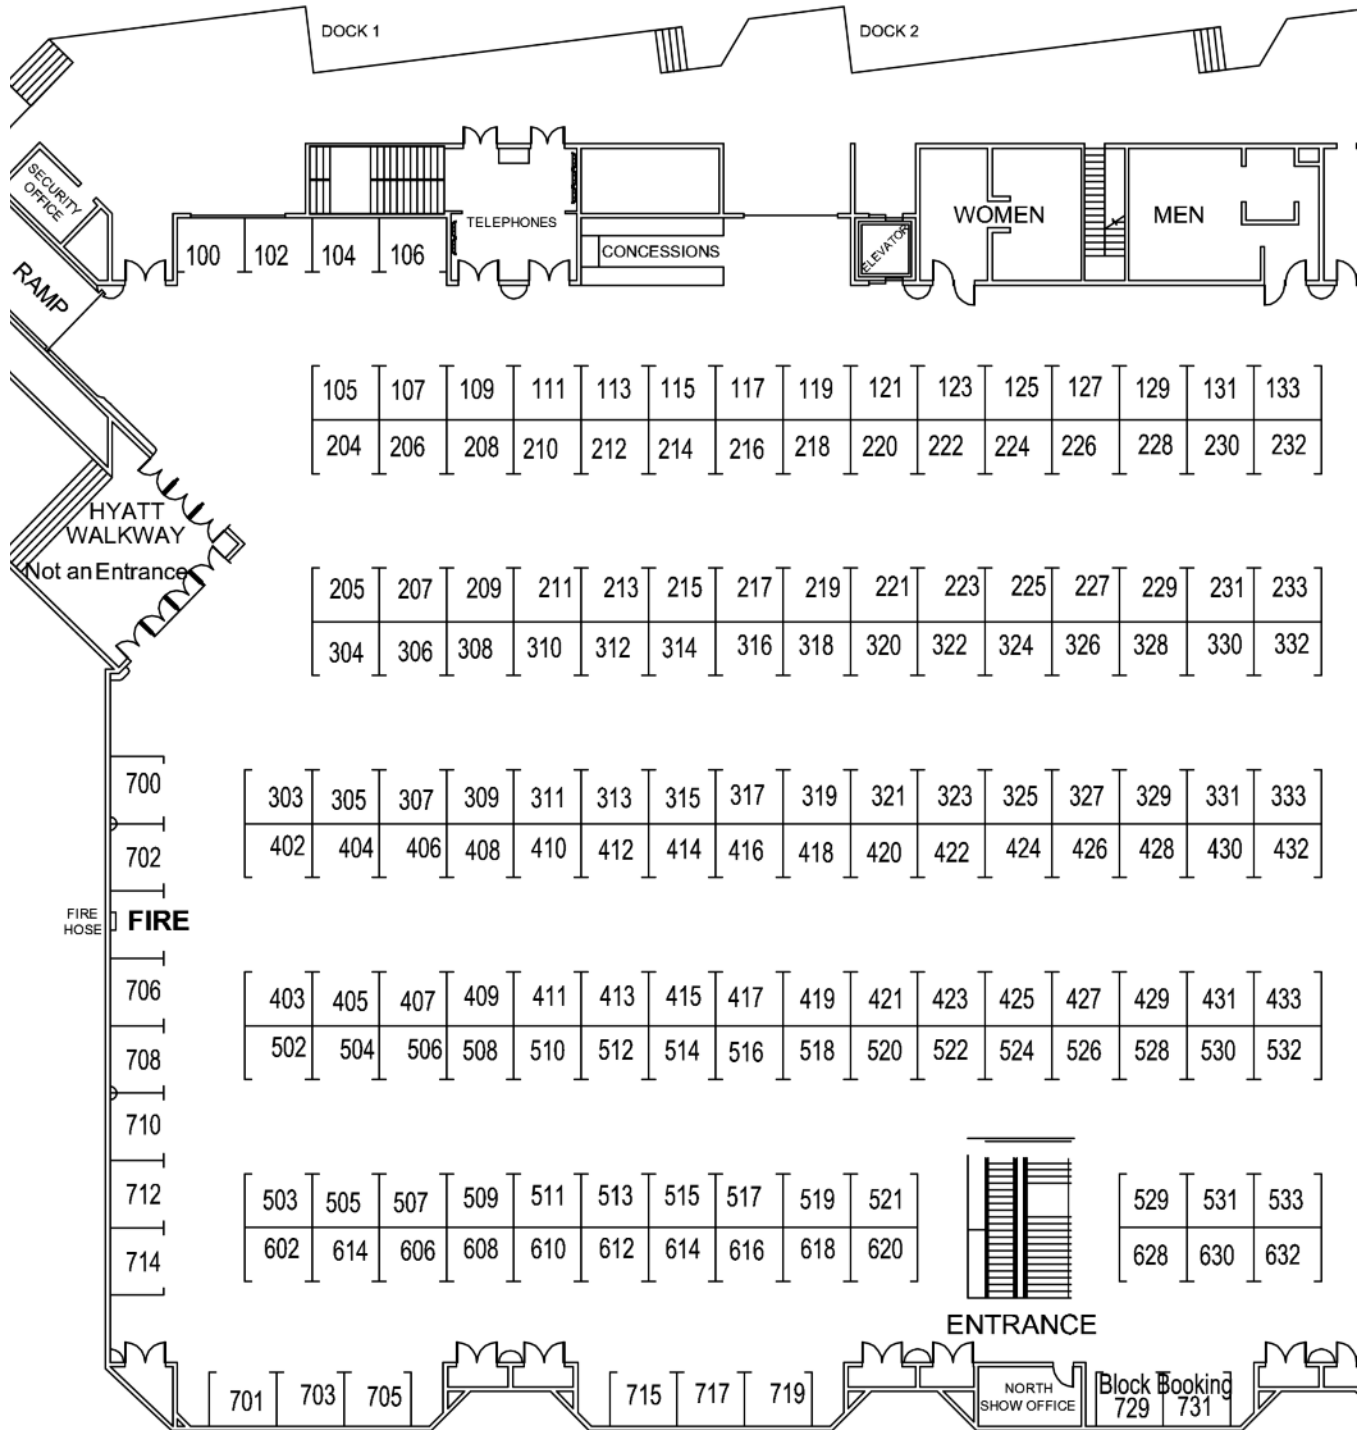 DOCK 1
DOCK 2
SECURITY
OFFICE
TELEPHONES
WOMEN
MEN
100 102 104 106
CONCESSIONS
ELEVATOR
RAMP
105 107 109 111 113 115 117 119 121 123 125 127 129 131 133
204 206 208 210 212 214 216 218 220 222 224 226 228 230 232
HYATT
WALKWAY
Not an Entrance
205 207 209 211 213 215 217 219 221 223 225 227 229 231 233
304 306 308 310 312 314 316 318 320 322 324 326 328 330 332
700
303 305 307 309 311 313 315 317 319 321 323 325 327 329 331 333
702
402 404 406 408 410 412 414 416 418 420 422 424 426 428 430 432
FIRE
HOSE
FIRE
706
403 405 407 409 411 413 415 417 419 421 423 425 427 429 431 433
708
502 504 506 508 510 512 514 516 518 520 522 524 526 528 530 532
710
712
503 505 507 509 511 513 515 517 519 521 529 531 533
714
602 614 606 608 610 612 614 616 618 620 628 630 632
ENTRANCE
701 703 705
715 717 719
NORTH
SHOW OFFICE
Block Booking
729 731